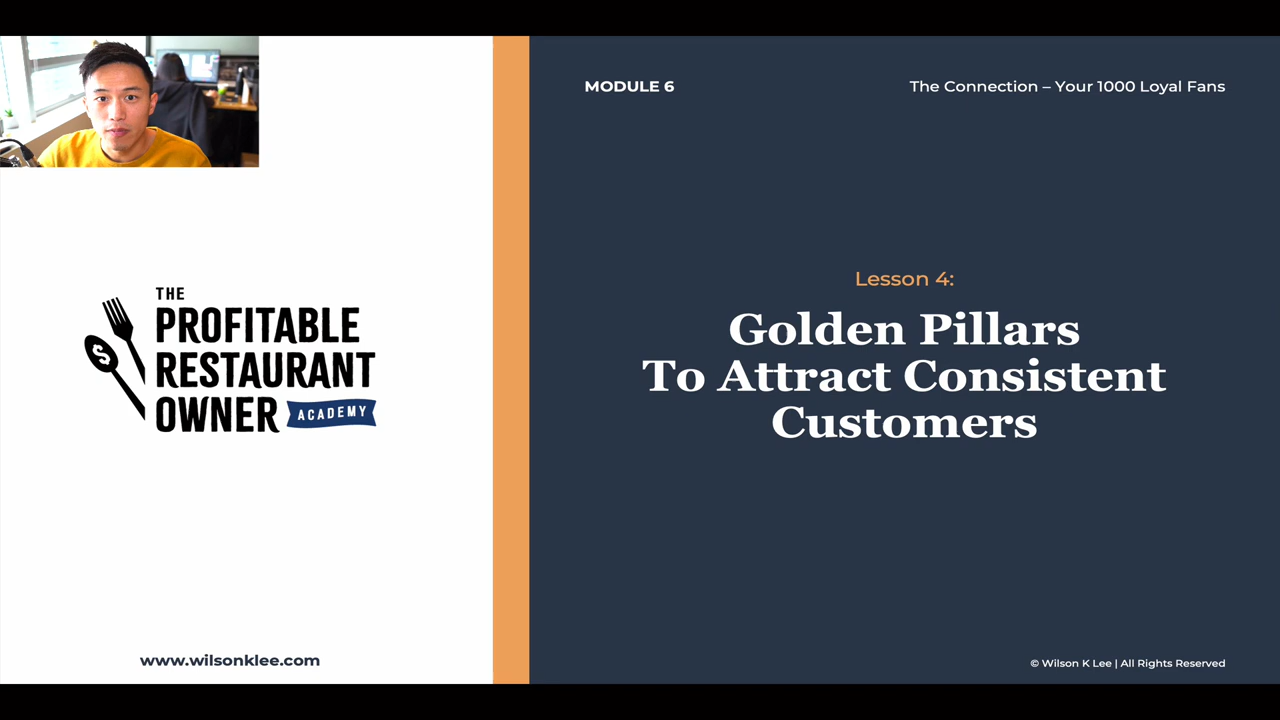 MODULE 6
The Connection – Your 1000 Loyal Fans
Lesson 4:
Golden Pillars
To Attract Consistent
Customers
THE
PROFITABLE
RESTAURANT
OWNER ACADEMY
www.wilsonklee.com
© Wilson K Lee | All Rights Reserved